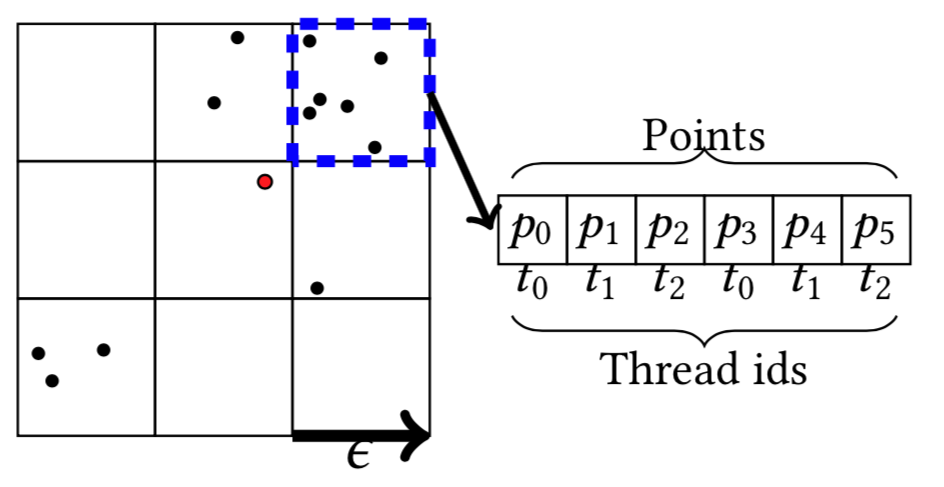 Points
p₀ p₁ p₂ p₃ p₄ p₅
t₀ t₁ t₂ t₀ t₁ t₂
Thread ids
ϵ